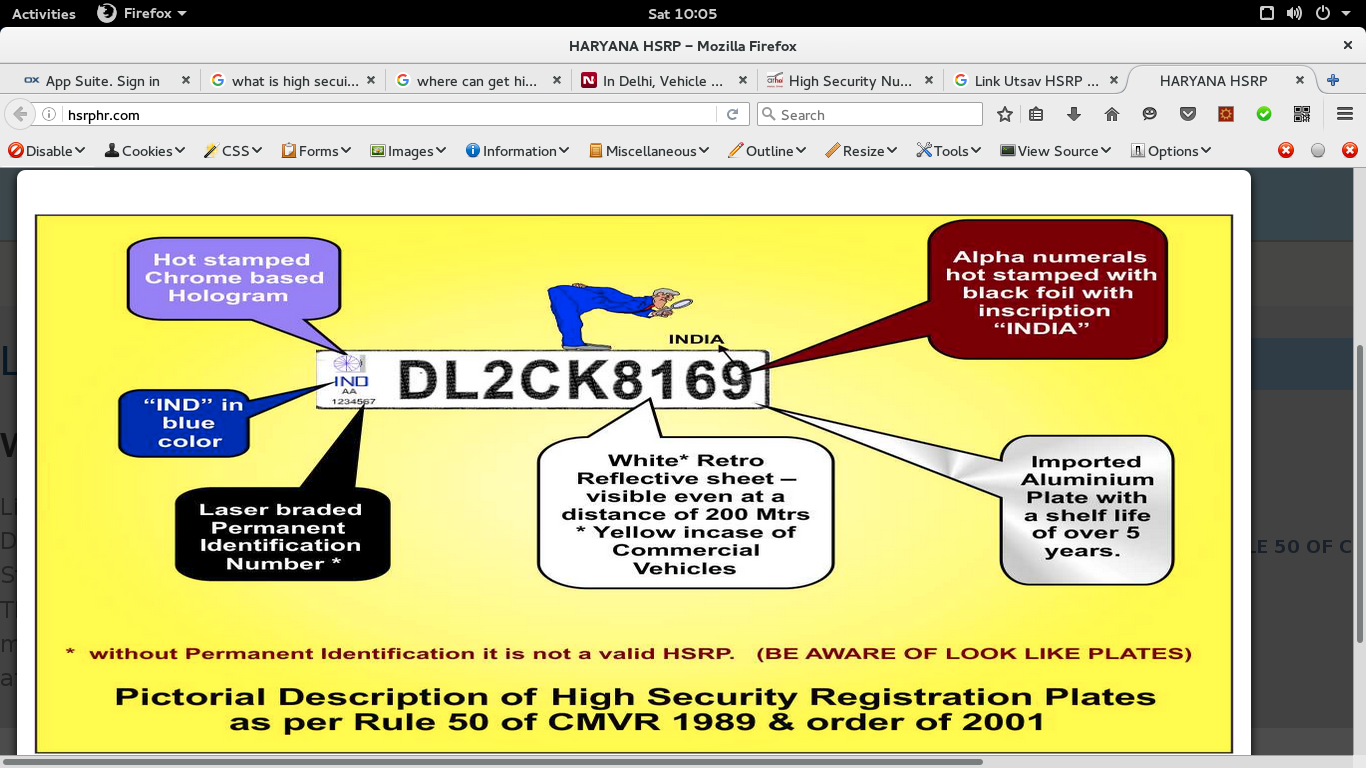 Activities Firefox Sat 10:05
HARYANA HSRP – Mozilla Firefox
App Suite. Sign in what is high secui... where can get hi... In Delhi, Vehicle ... High Security Nu... Link Utsav HSRP ... HARYANA HSRP
hsrphr.com Search
Disable Cookies CSS Forms Images Information Miscellaneous Outline Resize Tools View Source Options
Hot stamped
Chrome based
Hologram
Alpha numerals
hot stamped with
black foil with
inscription
“INDIA”
INDIA
IND
AA
1234567
DL2CK8169
“IND” in
blue
color
Laser braded
Permanent
Identification
Number *
White* Retro
Reflective sheet –
visible even at a
distance of 200 Mtrs
* Yellow incase of
Commercial
Vehicles
Imported
Aluminium
Plate with
a shelf life
of over 5
years.
LE 50 OF C
* without Permanent Identification it is not a valid HSRP. (BE AWARE OF LOOK LIKE PLATES)
Pictorial Description of High Security Registration Plates
as per Rule 50 of CMVR 1989 & order of 2001